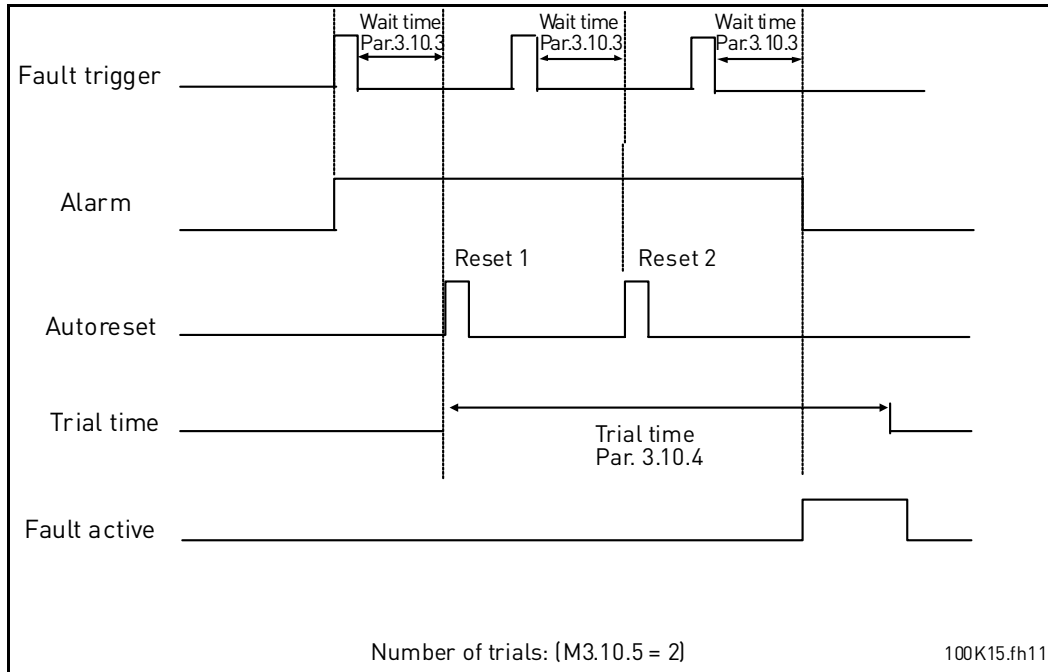 Wait time
Par.3.10.3
Wait time
Par.3.10.3
Wait time
Par.3.10.3
Fault trigger
Alarm
Reset 1
Reset 2
Autoreset
Trial time
Trial time
Par. 3.10.4
Fault active
Number of trials: (M3.10.5 = 2)
100K15.fh11